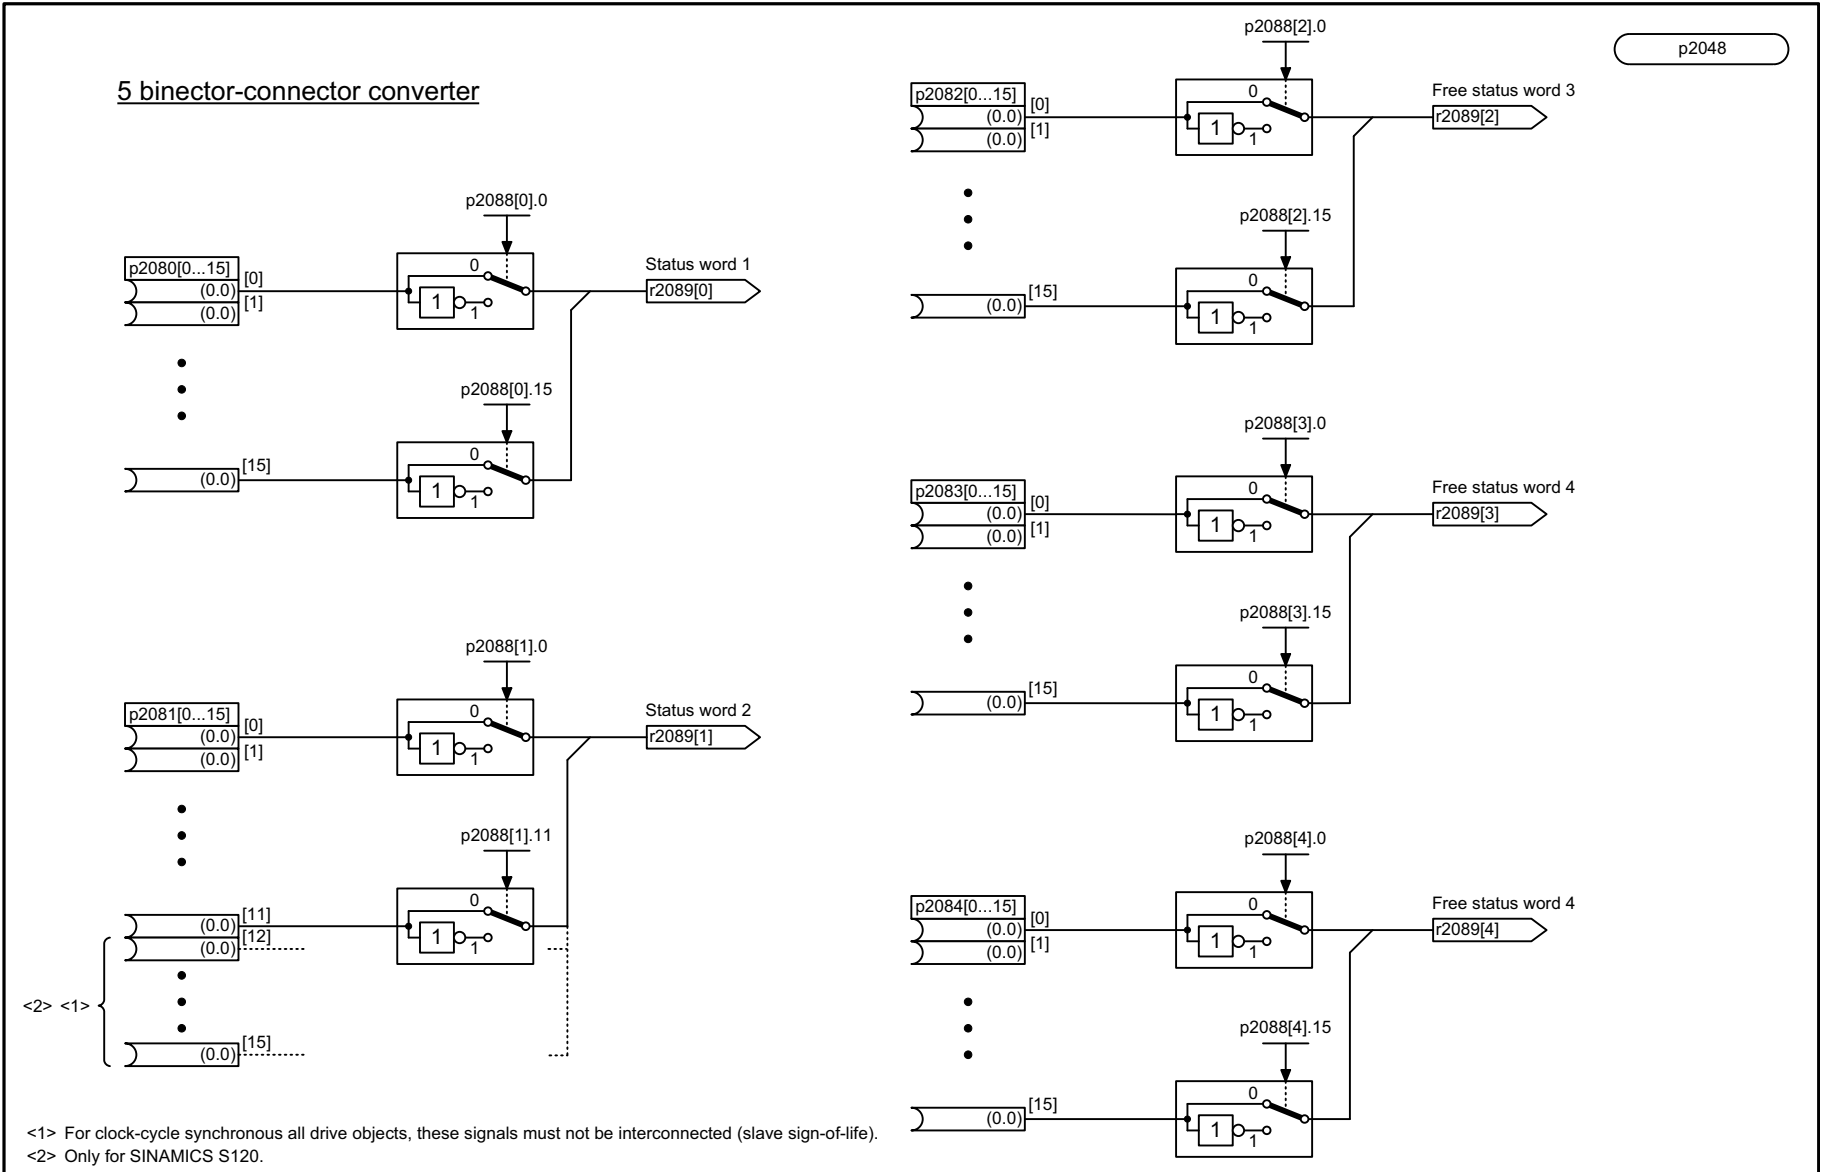 5 binector-connector converter
p2048
p2080[0...15]
(0.0)
[0]
(0.0)
[1]
p2088[0].0
0
1
1
Status word 1
r2089[0]
p2088[0].15
(0.0)
[15]
0
1
1
p2081[0...15]
(0.0)
[0]
(0.0)
[1]
p2088[1].0
0
1
1
Status word 2
r2089[1]
p2088[1].11
(0.0)
[11]
(0.0)
[12]
0
1
1
<2> <1>
(0.0)
[15]
p2082[0...15]
(0.0)
[0]
(0.0)
[1]
p2088[2].0
0
1
1
Free status word 3
r2089[2]
p2088[2].15
(0.0)
[15]
0
1
1
p2083[0...15]
(0.0)
[0]
(0.0)
[1]
p2088[3].0
0
1
1
Free status word 4
r2089[3]
p2088[3].15
(0.0)
[15]
0
1
1
p2084[0...15]
(0.0)
[0]
(0.0)
[1]
p2088[4].0
0
1
1
Free status word 4
r2089[4]
p2088[4].15
(0.0)
[15]
0
1
1
<1> For clock-cycle synchronous all drive objects, these signals must not be interconnected (slave sign-of-life).
<2> Only for SINAMICS S120.